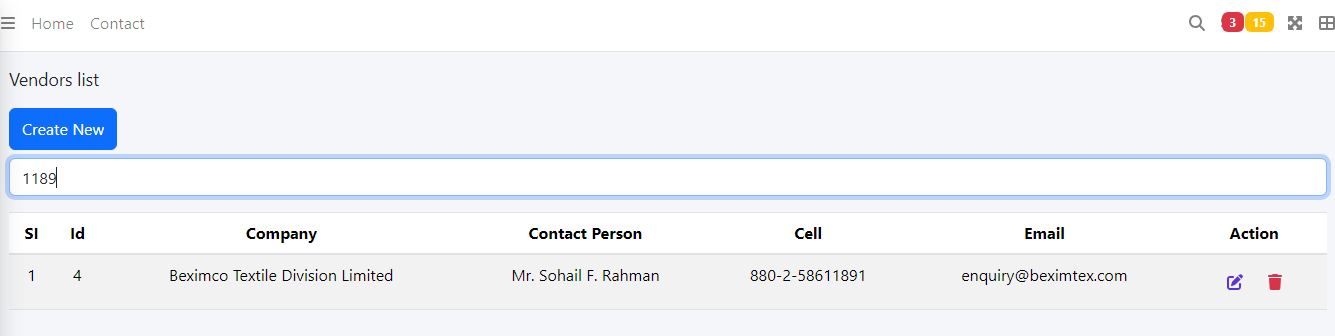 Home Contact 3 15
Vendors list
Create New
1189
Sl Id Company Contact Person Cell Email Action
1 4 Beximco Textile Division Limited Mr. Sohail F. Rahman 880-2-58611891 enquiry@beximtex.com